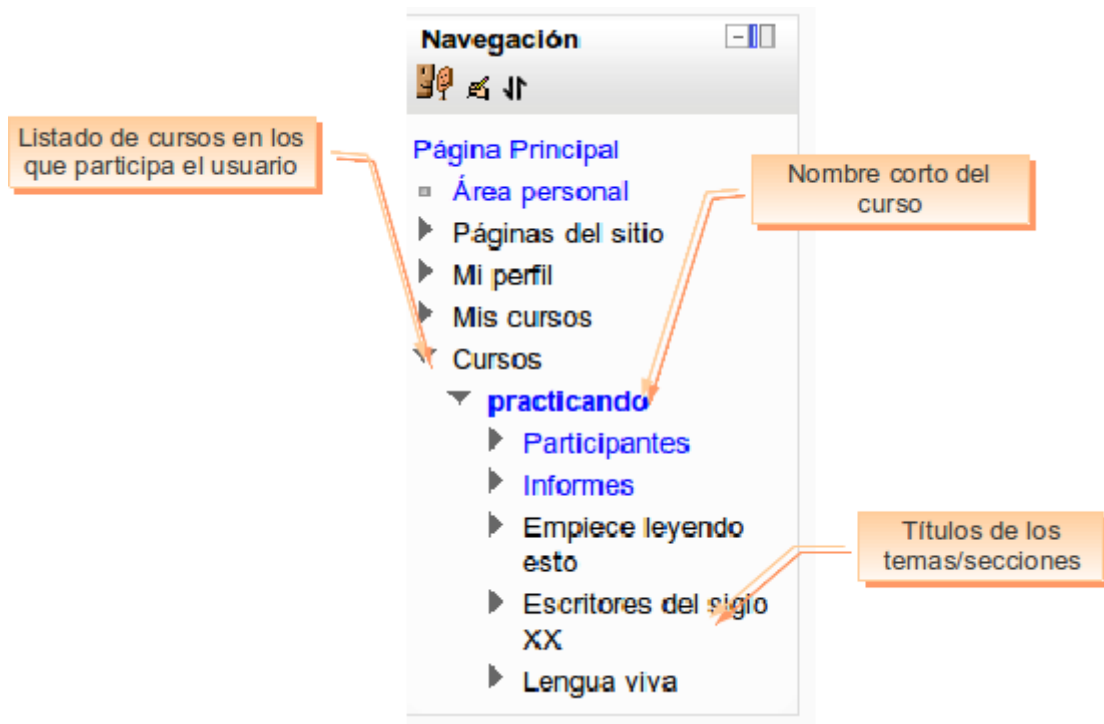 Navegación
Listado de cursos en los
que participa el usuario
Página Principal
Área personal
Nombre corto del
curso
Páginas del sitio
Mi perfil
Mis cursos
Cursos
practicando
Participantes
Informes
Empiece leyendo
esto
Títulos de los
temas/secciones
Escritores del siglo
XX
Lengua viva